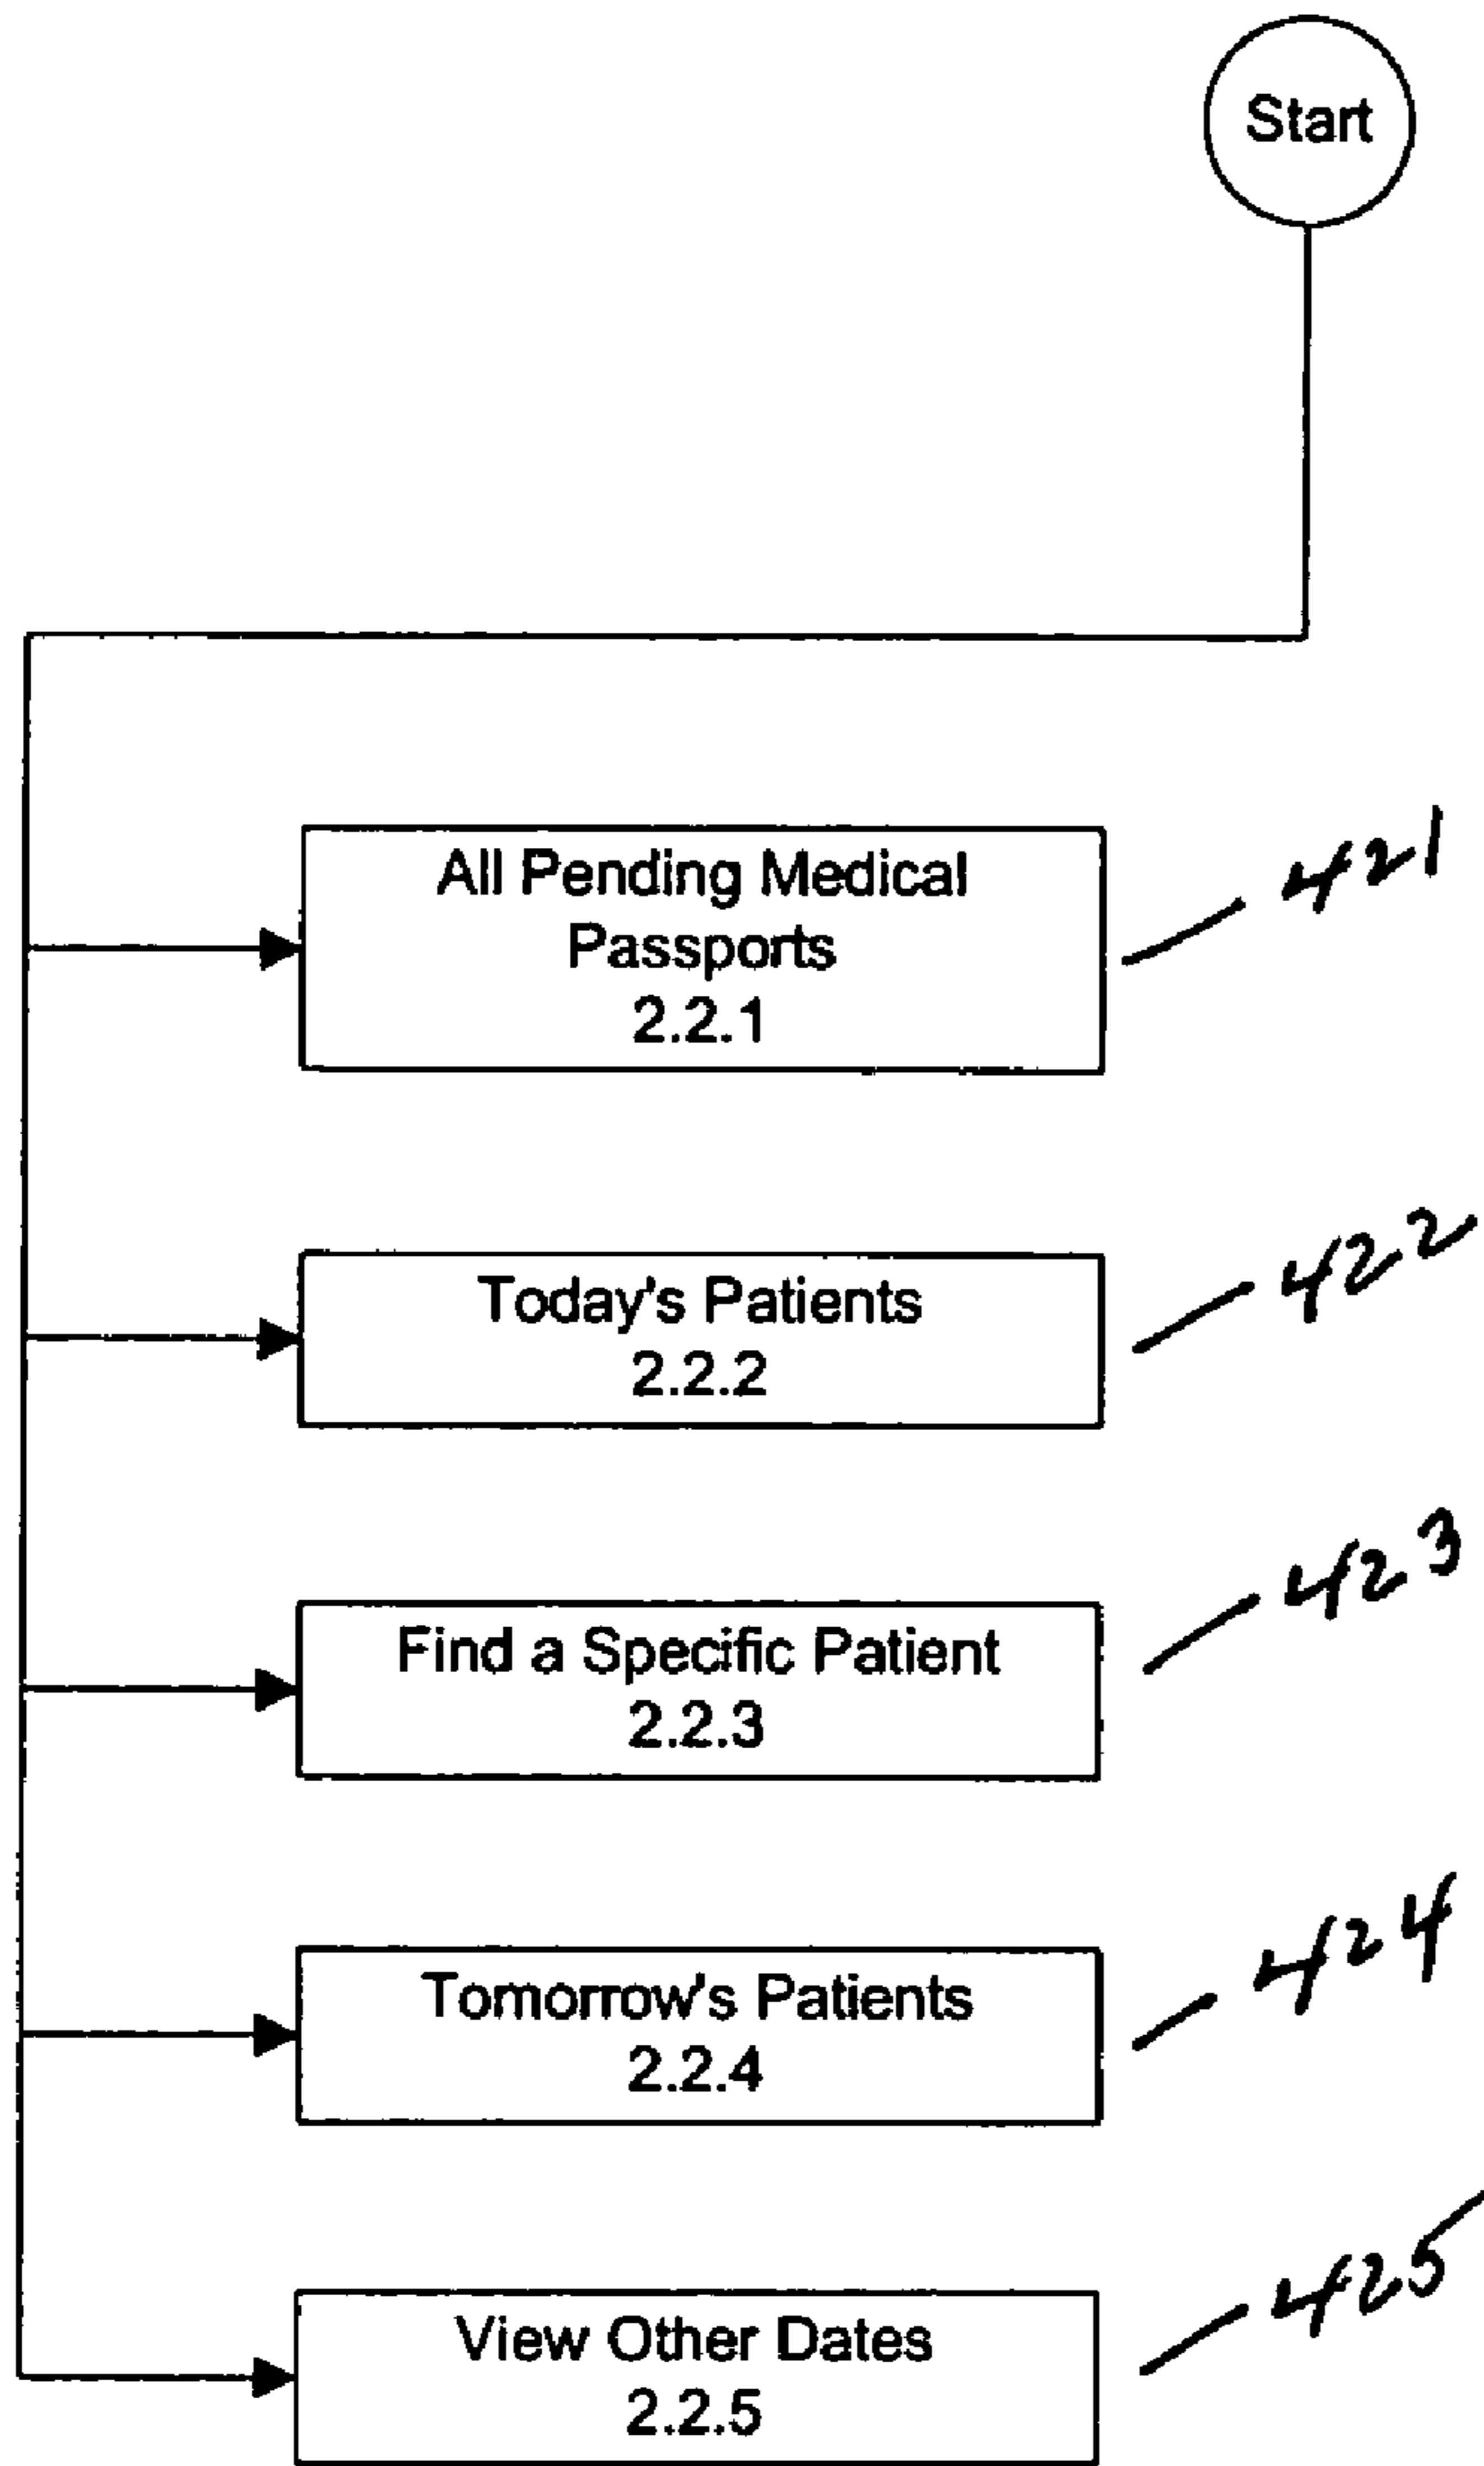 Start
All Pending Medical
Passports
2.2.1
421
Today's Patients
2.2.2
422
Find a Specific Patient
2.2.3
423
Tomorrow's Patients
2.2.4
424
View Other Dates
2.2.5
425